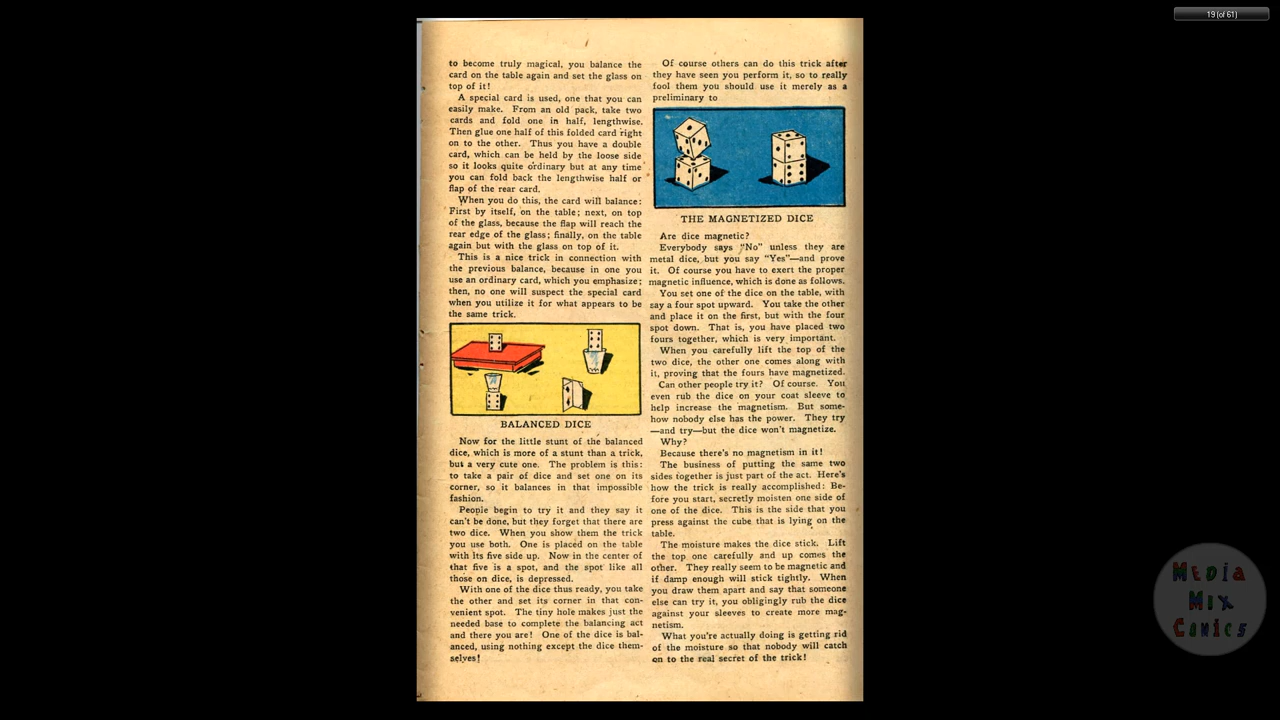 19 (of 61)
to become truly magical, you balance the
card on the table again and set the glass on
top of it!
A special card is used, one that you can
easily make. From an old pack, take two
cards and fold one in half, lengthwise.
Then glue one half of this folded card right
on to the other. Thus you have a double
card, which can be held by the loose side
so it looks quite ordinary but at any time
you can fold back the lengthwise half or
flap of the rear card.
When you do this, the card will balance:
First by itself, on the table; next, on top
of the glass, because the flap will reach the
rear edge of the glass; finally, on the table
again but with the glass on top of it.
This is a nice trick in connection with
the previous balance, because in one you
use an ordinary card, which you emphasize;
then, no one will suspect the special card
when you utilize it for what appears to be
the same trick.
BALANCED DICE
Now for the little stunt of the balanced
dice, which is more of a stunt than a trick,
but a very cute one. The problem is this:
to take a pair of dice and set one on its
corner, so it balances in that impossible
fashion.
People begin to try it and they say it
can't be done, but they forget that there are
two dice. When you show them the trick
you use both. One is placed on the table
with its five side up. Now in the center of
that five is a spot, and the spot like all
those on dice, is depressed.
With one of the dice thus ready, you take
the other and set its corner in that con-
venient spot. The tiny hole makes just the
needed base to complete the balancing act
and there you are! One of the dice is bal-
anced, using nothing except the dice them-
selves!
Of course others can do this trick after
they have seen you perform it, so to really
fool them you should use it merely as a
preliminary to
THE MAGNETIZED DICE
Are dice magnetic?
Everybody says "No" unless they are
metal dice, but you say "Yes"—and prove
it. Of course you have to exert the proper
magnetic influence, which is done as follows.
You set one of the dice on the table, with
say a four spot upward. You take the other
and place it on the first, but with the four
spot down. That is, you have placed two
fours together, which is very important.
When you carefully lift the top of the
two dice, the other one comes along with
it, proving that the fours have magnetized.
Can other people try it? Of course. You
even rub the dice on your coat sleeve to
help increase the magnetism. But some-
how nobody else has the power. They try
—and try—but the dice won't magnetize.
Why?
Because there's no magnetism in it!
The business of putting the same two
sides together is just part of the act. Here's
how the trick is really accomplished: Be-
fore you start, secretly moisten one side of
one of the dice. This is the side that you
press against the cube that is lying on the
table.
The moisture makes the dice stick. Lift
the top one carefully and up comes the
other. They really seem to be magnetic and
if damp enough will stick tightly. When
you draw them apart and say that someone
else can try it, you obligingly rub the dice
against your sleeves to create more mag-
netism.
What you're actually doing is getting rid
of the moisture so that nobody will catch
on to the real secret of the trick!
MEDIA
MIX
COMICS